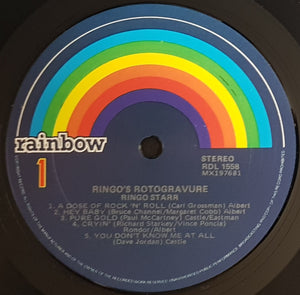 rainbow
1
STEREO
RDL 1558
MX197681
RINGO'S ROTOGRAVURE
RINGO STARR
1. A DOSE OF ROCK 'N' ROLL (Carl Grossman) Albert
2. HEY BABY (Bruce Channel/Margaret Cobb) Albert
3. PURE GOLD (Paul McCartney) Castle/Eastman
4. CRYIN' (Richard Starkey/Vince Poncia)
Rondor/Albert
5. YOU DON'T KNOW ME AT ALL
(Dave Jordan) Castle